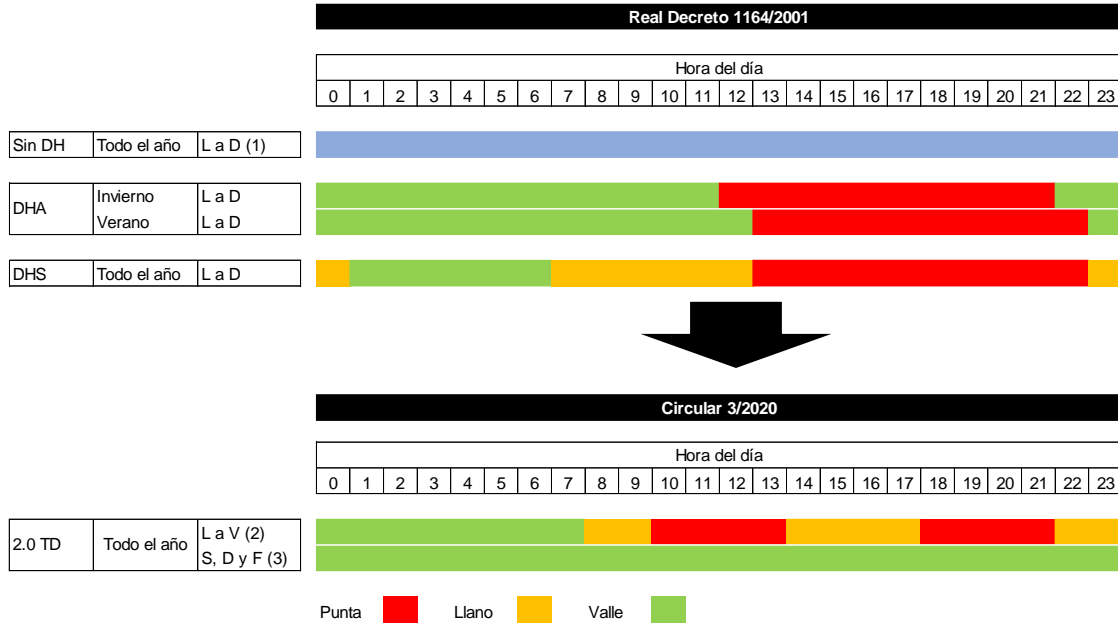 Real Decreto 1164/2001
Hora del día
0 1 2 3 4 5 6 7 8 9 10 11 12 13 14 15 16 17 18 19 20 21 22 23
Sin DH Todo el año L a D (1)
DHA Invierno L a D
Verano L a D
DHS Todo el año L a D
Circular 3/2020
Hora del día
0 1 2 3 4 5 6 7 8 9 10 11 12 13 14 15 16 17 18 19 20 21 22 23
2.0 TD Todo el año L a V (2)
S, D y F (3)
Punta Llano Valle